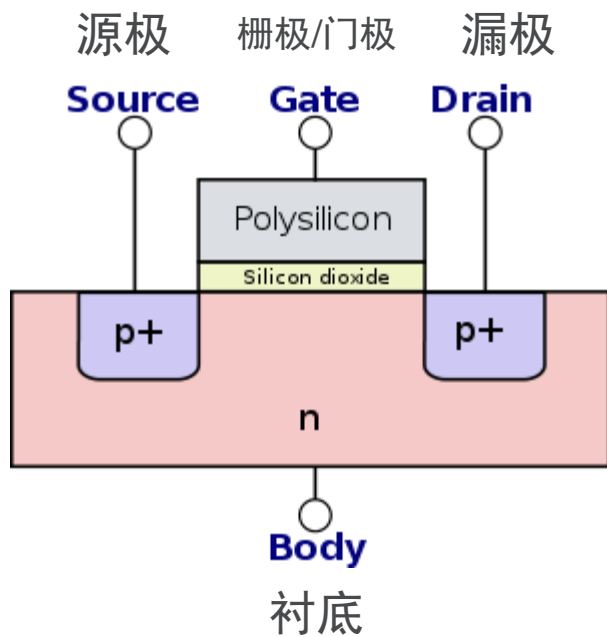 源极 栅极/门极 漏极
Source Gate Drain
Polysilicon
Silicon dioxide
p+ p+
n
Body
衬底